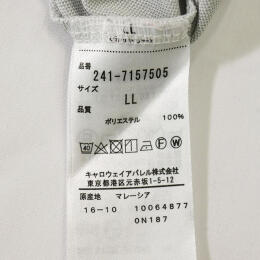 LL
品番
241-7157505
サイズ
LL
品質
ポリエステル 100%
40 F W
キャロウェイアパレル株式会社
東京都港区元赤坂1-5-12
原産地 マレーシア
16-10 10064877
0N187